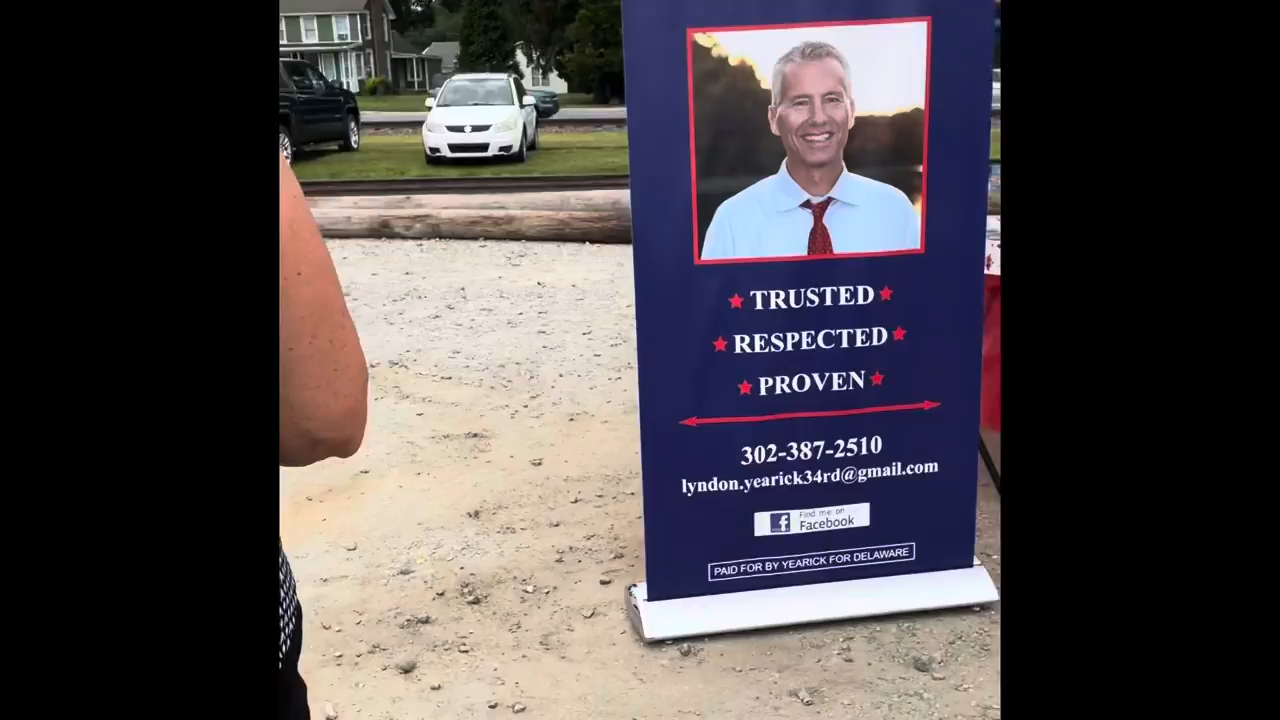 TRUSTED
RESPECTED
PROVEN
302-387-2510
lyndon.yearick34rd@gmail.com
Find me on
Facebook
PAID FOR BY YEARICK FOR DELAWARE